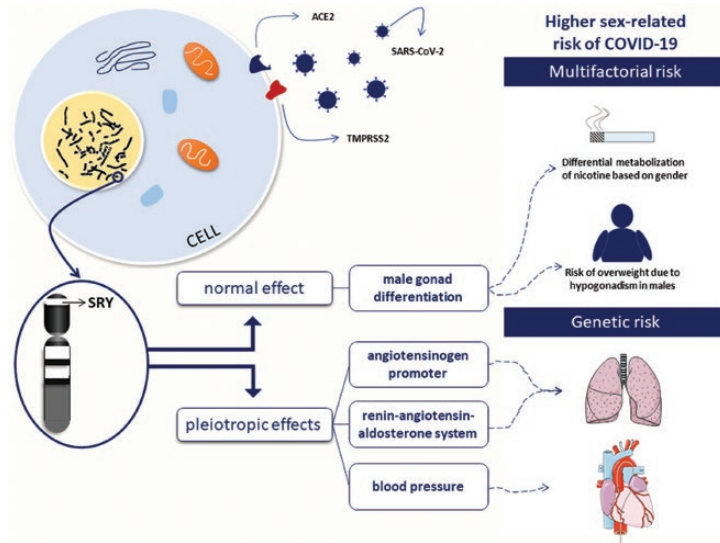 ACE2
SARS-CoV-2
TMPRSS2
CELL
SRY
normal effect
male gonad
differentiation
pleiotropic effects
angiotensinogen
promoter
renin-angiotensin-
aldosterone system
blood pressure
Higher sex-related
risk of COVID-19
Multifactorial risk
Differential metabolization
of nicotine based on gender
Risk of overweight due to
hypogonadism in males
Genetic risk